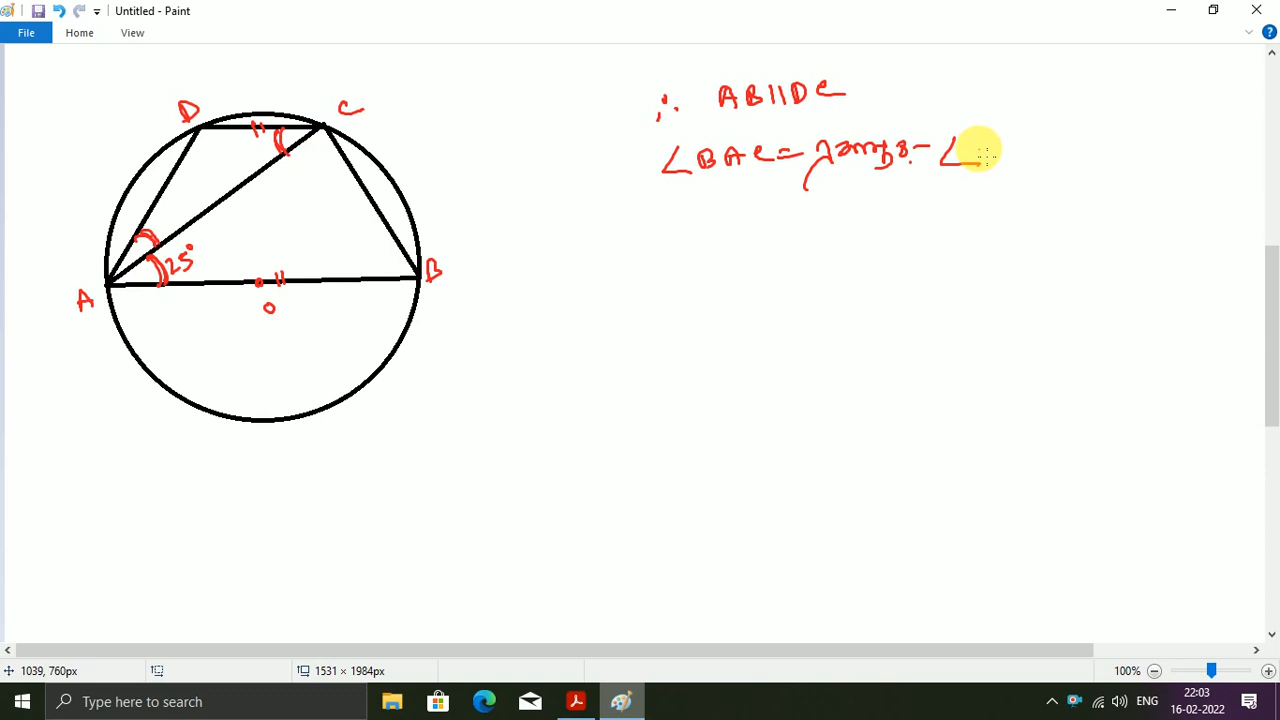 Untitled - Paint
File
Home
View
D
C
25°
A
B
O
∴ AB||DC
∠BAC =
1039, 760px
1531 × 1984px
100%
Type here to search
ENG
22:03
16-02-2022